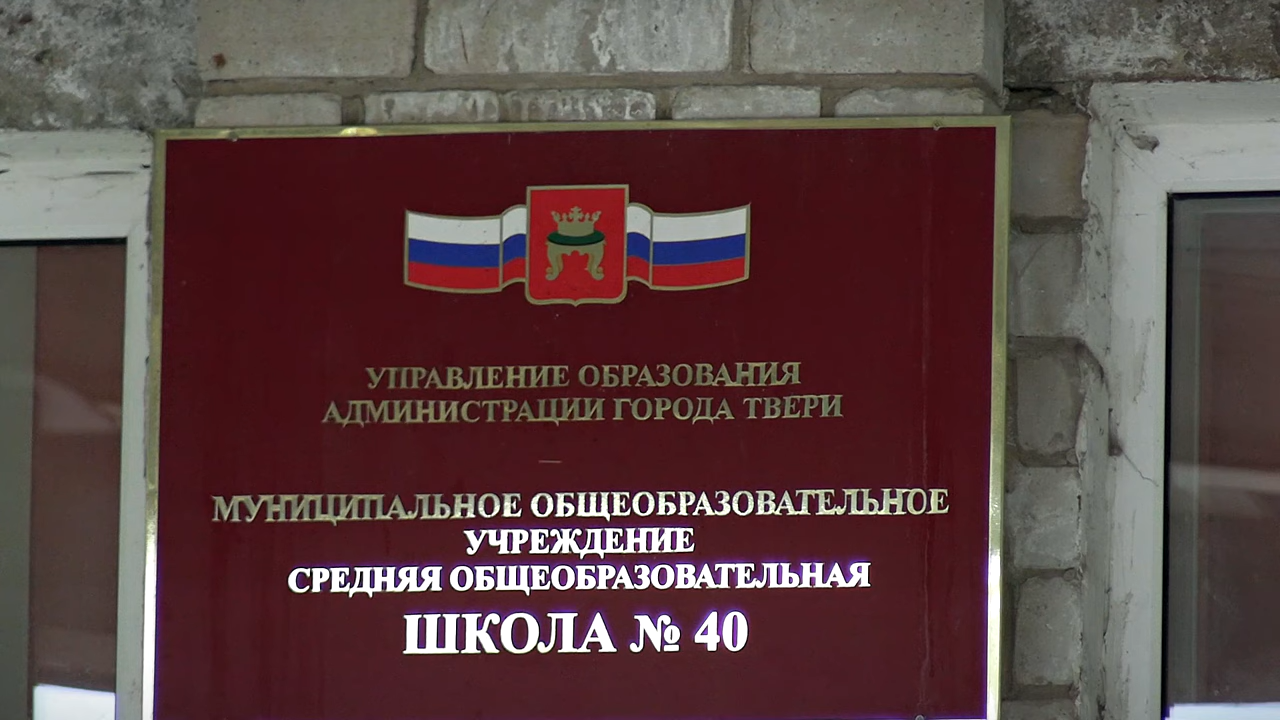 УПРАВЛЕНИЕ ОБРАЗОВАНИЯ
АДМИНИСТРАЦИИ ГОРОДА ТВЕРИ
—
МУНИЦИПАЛЬНОЕ ОБЩЕОБРАЗОВАТЕЛЬНОЕ
УЧРЕЖДЕНИЕ
СРЕДНЯЯ ОБЩЕОБРАЗОВАТЕЛЬНАЯ
ШКОЛА № 40